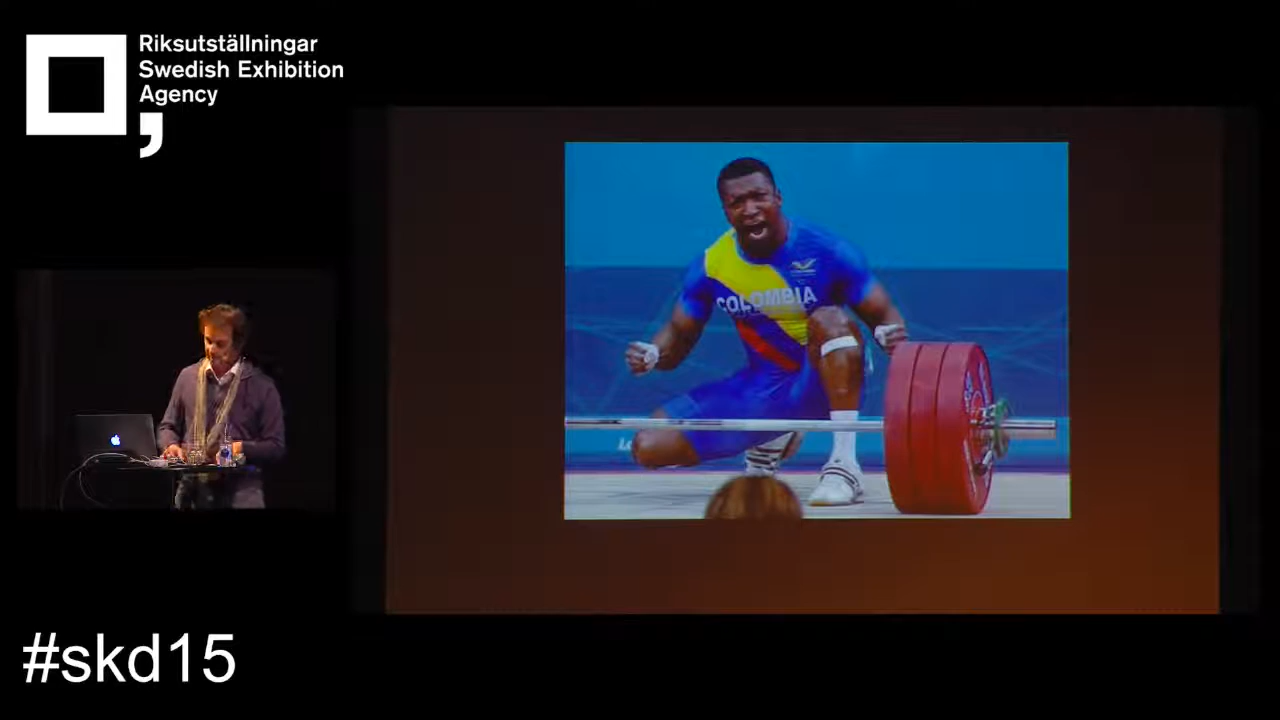 Riksutställningar
Swedish Exhibition
Agency
COLOMBIA
#skd15